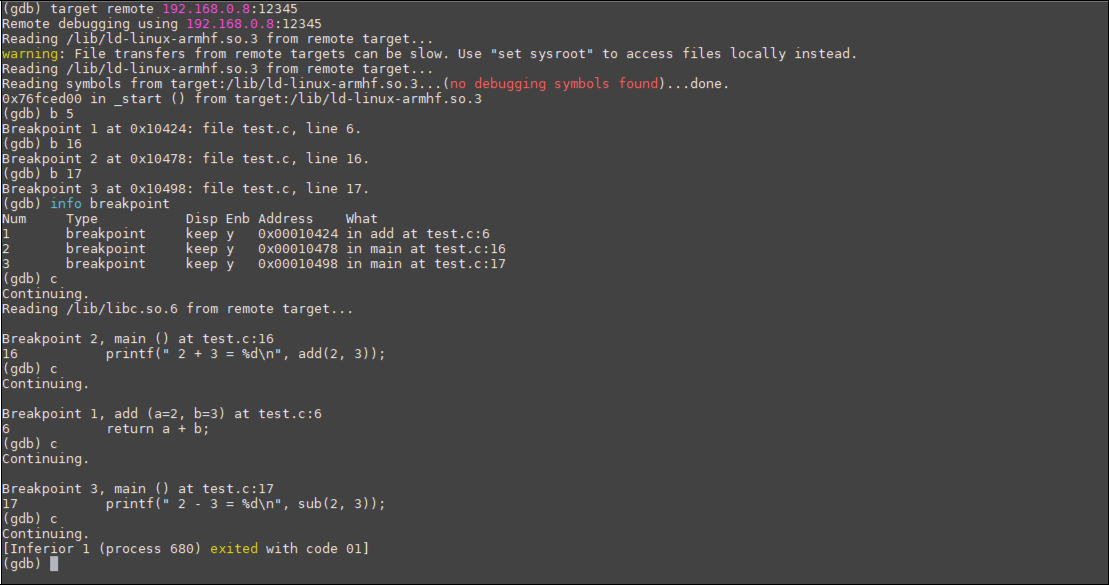 (gdb) target remote 192.168.0.8:12345
Remote debugging using 192.168.0.8:12345
Reading /lib/ld-linux-armhf.so.3 from remote target...
warning: File transfers from remote targets can be slow. Use "set sysroot" to access files locally instead.
Reading /lib/ld-linux-armhf.so.3 from remote target...
Reading symbols from target:/lib/ld-linux-armhf.so.3...(no debugging symbols found)...done.
0x76fced00 in _start () from target:/lib/ld-linux-armhf.so.3
(gdb) b 5
Breakpoint 1 at 0x10424: file test.c, line 6.
(gdb) b 16
Breakpoint 2 at 0x10478: file test.c, line 16.
(gdb) b 17
Breakpoint 3 at 0x10498: file test.c, line 17.
(gdb) info breakpoint
Num     Type           Disp Enb Address    What
1       breakpoint     keep y   0x00010424 in add at test.c:6
2       breakpoint     keep y   0x00010478 in main at test.c:16
3       breakpoint     keep y   0x00010498 in main at test.c:17
(gdb) c
Continuing.
Reading /lib/libc.so.6 from remote target...

Breakpoint 2, main () at test.c:16
16           printf(" 2 + 3 = %d\n", add(2, 3));
(gdb) c
Continuing.

Breakpoint 1, add (a=2, b=3) at test.c:6
6            return a + b;
(gdb) c
Continuing.

Breakpoint 3, main () at test.c:17
17           printf(" 2 - 3 = %d\n", sub(2, 3));
(gdb) c
Continuing.
[Inferior 1 (process 680) exited with code 01]
(gdb)